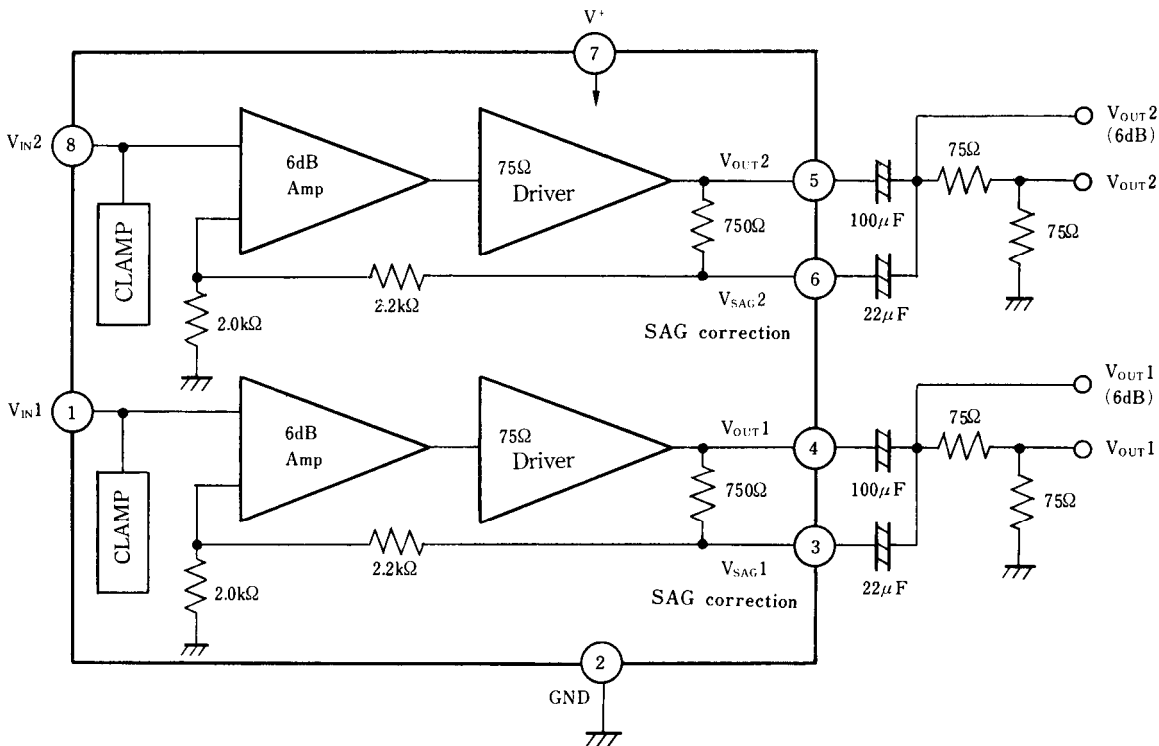 V+
7
8
VIN2
6dB
Amp
75Ω
Driver
VOUT2
5
100μF
75Ω
VOUT2
(6dB)
VOUT2
75Ω
CLAMP
750Ω
2.2kΩ
2.0kΩ
VSAG2
6
22μF
SAG correction
1
VIN1
6dB
Amp
75Ω
Driver
VOUT1
4
100μF
75Ω
VOUT1
(6dB)
VOUT1
75Ω
CLAMP
750Ω
2.2kΩ
2.0kΩ
VSAG1
3
22μF
SAG correction
2
GND